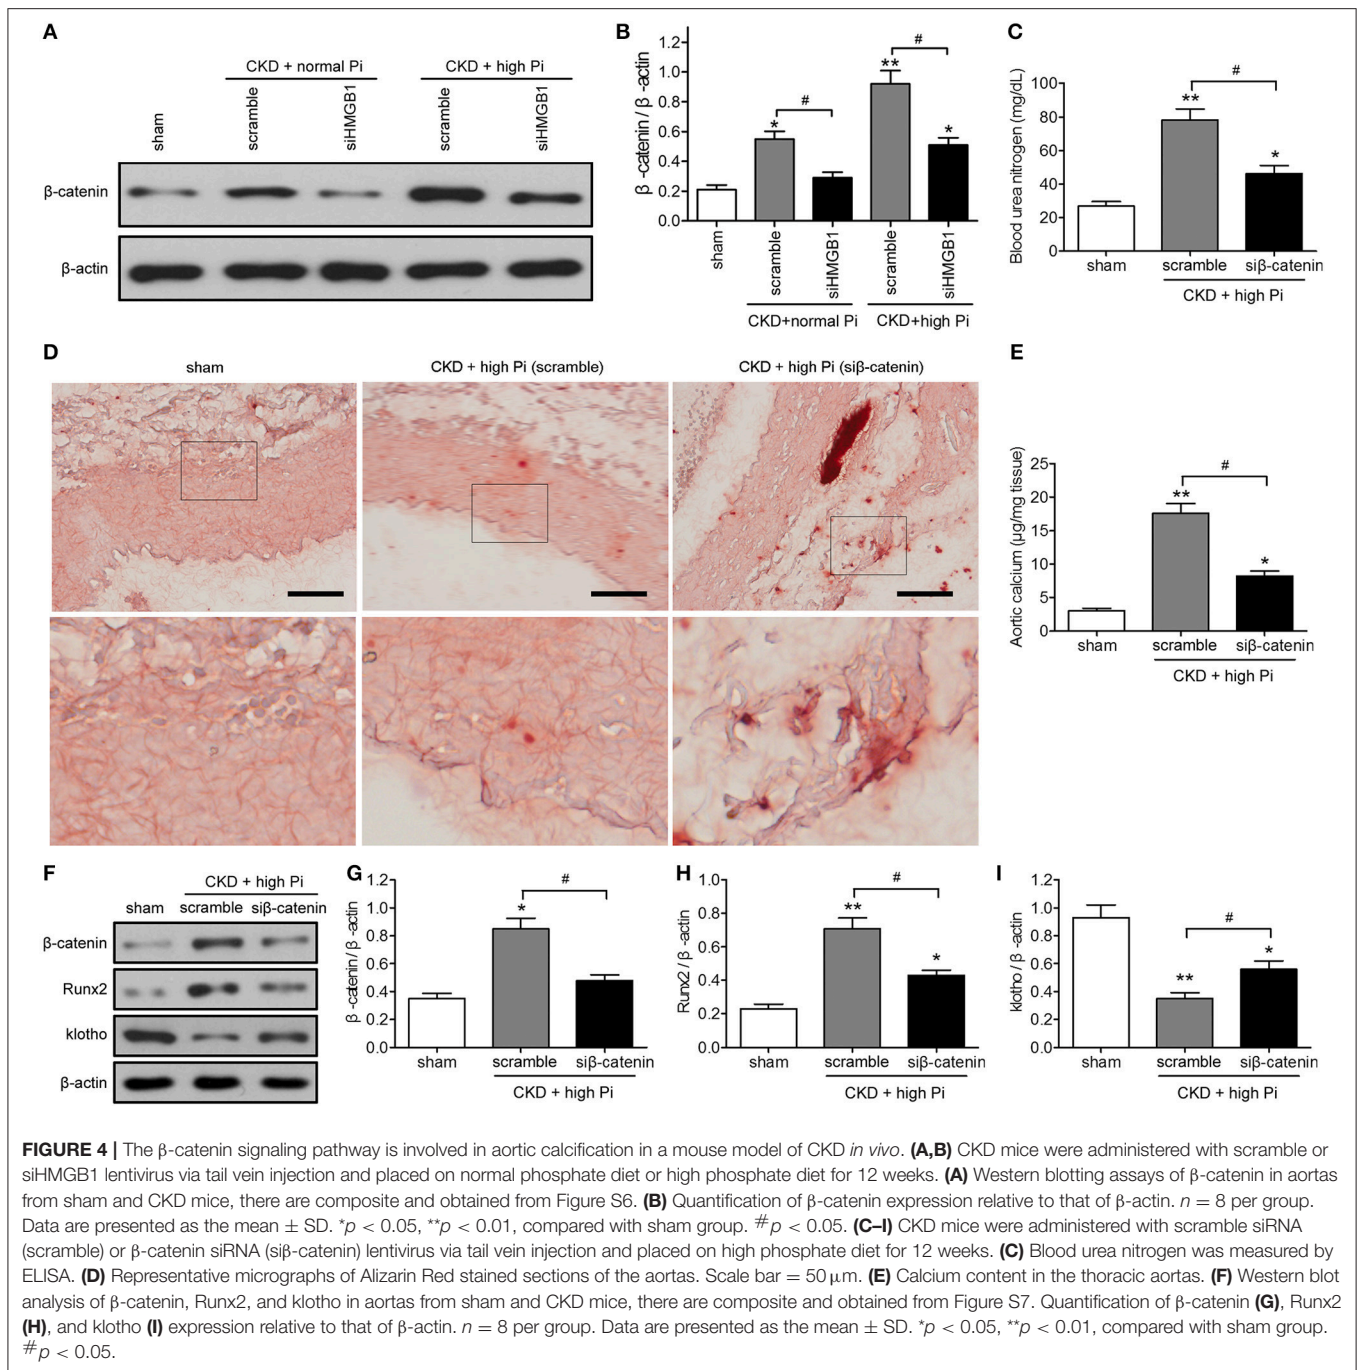 A
CKD + normal Pi
CKD + high Pi
sham
scramble
siHMGB1
scramble
siHMGB1
β-catenin
β-actin
B
β -catenin / β -actin
1.2
1.0
0.8
0.6
0.4
0.2
0.0
*
#
**
#
*
sham
scramble
siHMGB1
scramble
siHMGB1
CKD+normal Pi
CKD+high Pi
C
Blood urea nitrogen (mg/dL)
100
80
60
40
20
0
**
#
*
sham
scramble
siβ-catenin
CKD + high Pi
D
sham
CKD + high Pi (scramble)
CKD + high Pi (siβ-catenin)
E
Aortic calcium (μg/mg tissue)
25
20
15
10
5
0
**
#
*
sham
scramble
siβ-catenin
CKD + high Pi
F
CKD + high Pi
sham
scramble
siβ-catenin
β-catenin
Runx2
klotho
β-actin
G
β -catenin / β -actin
1.2
1.0
0.8
0.6
0.4
0.2
0.0
*
#
sham
scramble
siβ-catenin
CKD + high Pi
H
Runx2 / β -actin
1.0
0.8
0.6
0.4
0.2
0.0
**
#
*
sham
scramble
siβ-catenin
CKD + high Pi
I
klotho / β -actin
1.2
1.0
0.8
0.6
0.4
0.2
0.0
**
#
*
sham
scramble
siβ-catenin
CKD + high Pi
FIGURE 4 | The β-catenin signaling pathway is involved in aortic calcification in a mouse model of CKD in vivo. (A,B) CKD mice were administered with scramble or
siHMGB1 lentivirus via tail vein injection and placed on normal phosphate diet or high phosphate diet for 12 weeks. (A) Western blotting assays of β-catenin in aortas
from sham and CKD mice, there are composite and obtained from Figure S6. (B) Quantification of β-catenin expression relative to that of β-actin. n = 8 per group.
Data are presented as the mean ± SD. *p < 0.05, **p < 0.01, compared with sham group. #p < 0.05. (C–I) CKD mice were administered with scramble siRNA
(scramble) or β-catenin siRNA (siβ-catenin) lentivirus via tail vein injection and placed on high phosphate diet for 12 weeks. (C) Blood urea nitrogen was measured by
ELISA. (D) Representative micrographs of Alizarin Red stained sections of the aortas. Scale bar = 50 μm. (E) Calcium content in the thoracic aortas. (F) Western blot
analysis of β-catenin, Runx2, and klotho in aortas from sham and CKD mice, there are composite and obtained from Figure S7. Quantification of β-catenin (G), Runx2
(H), and klotho (I) expression relative to that of β-actin. n = 8 per group. Data are presented as the mean ± SD. *p < 0.05, **p < 0.01, compared with sham group.
#p < 0.05.